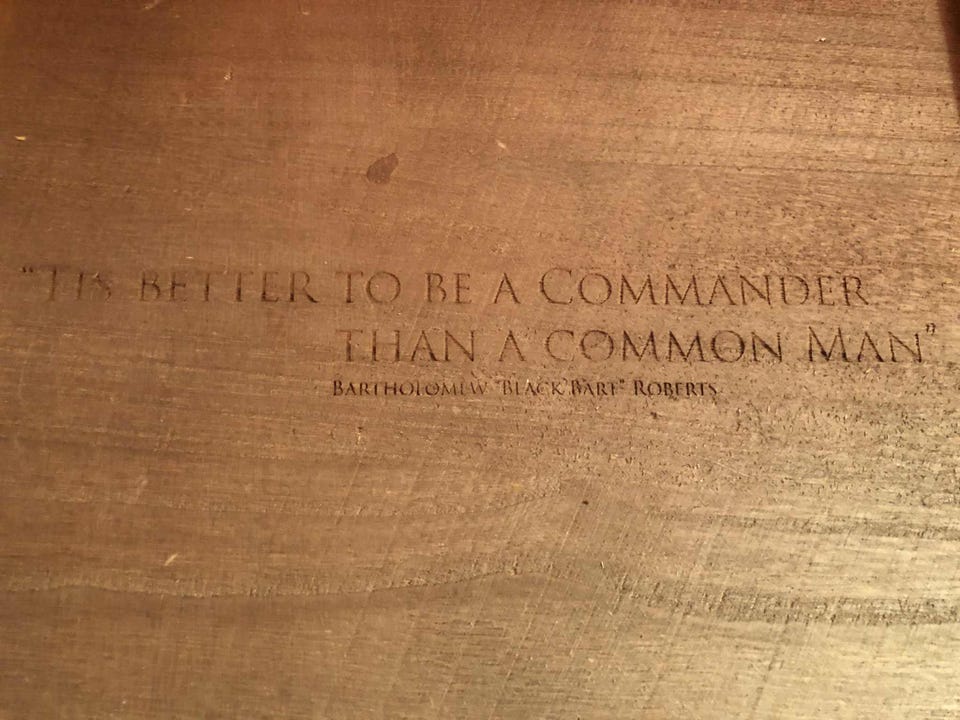 "Tis better to be a Commander
than a common Man"
Bartholomew "Black Bart" Roberts